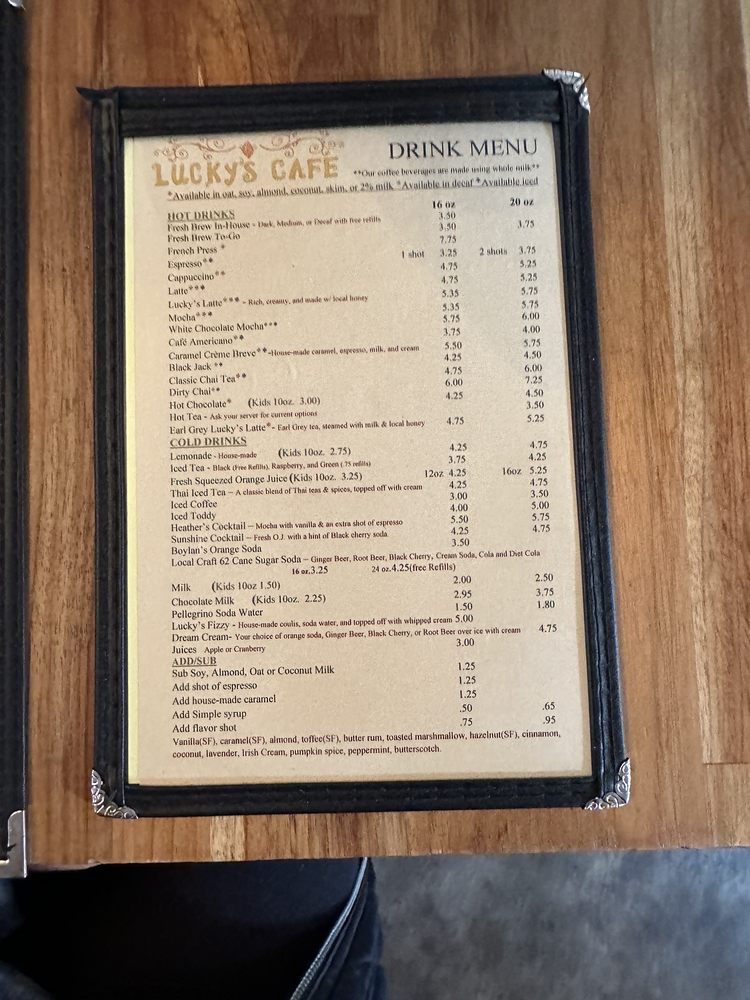 LUCKY'S CAFE
DRINK MENU
**Our coffee beverages are made using whole milk**
*Available in oat, soy, almond, coconut, skim, or 2% milk *Available in decaf *Available iced
16 oz 20 oz
HOT DRINKS
Fresh Brew In-House - Dark, Medium, or Decaf with free refills 3.50
Fresh Brew To-Go 3.50 3.75
French Press * 7.75
Espresso** 1 shot 3.25 2 shots 3.75
Cappuccino** 4.75 5.25
Latte*** 4.75 5.25
Lucky's Latte*** - Rich, creamy, and made w/ local honey 5.35 5.75
Mocha*** 5.35 5.75
White Chocolate Mocha*** 5.75 6.00
Café Americano** 3.75 4.00
Caramel Crème Breve**-House-made caramel, espresso, milk, and cream 5.50 5.75
Black Jack ** 4.25 4.50
Classic Chai Tea** 4.75 6.00
Dirty Chai** 6.00 7.25
Hot Chocolate* (Kids 10oz. 3.00) 4.25 4.50
Hot Tea - Ask your server for current options 3.50
Earl Grey Lucky's Latte*- Earl Grey tea, steamed with milk & local honey 4.75 5.25
COLD DRINKS
Lemonade - House-made (Kids 10oz. 2.75) 4.25 4.75
Iced Tea - Black (Free Refills), Raspberry, and Green (.75 refills) 3.75 4.25
Fresh Squeezed Orange Juice (Kids 10oz. 3.25) 12oz 4.25 16oz 5.25
Thai Iced Tea – A classic blend of Thai teas & spices, topped off with cream 4.25 4.75
Iced Coffee 3.00 3.50
Iced Toddy 4.00 5.00
Heather's Cocktail – Mocha with vanilla & an extra shot of espresso 5.50 5.75
Sunshine Cocktail – Fresh O.J. with a hint of Black cherry soda 4.25 4.75
Boylan's Orange Soda 3.50
Local Craft 62 Cane Sugar Soda – Ginger Beer, Root Beer, Black Cherry, Cream Soda, Cola and Diet Cola
16 oz.3.25 24 oz.4.25(free Refills)
Milk (Kids 10oz 1.50) 2.00 2.50
Chocolate Milk (Kids 10oz. 2.25) 2.95 3.75
Pellegrino Soda Water 1.50 1.80
Lucky's Fizzy - House-made coulis, soda water, and topped off with whipped cream 5.00
Dream Cream- Your choice of orange soda, Ginger Beer, Black Cherry, or Root Beer over ice with cream 4.75
Juices Apple or Cranberry 3.00
ADD/SUB
Sub Soy, Almond, Oat or Coconut Milk 1.25
Add shot of espresso 1.25
Add house-made caramel 1.25
Add Simple syrup .50 .65
Add flavor shot .75 .95
Vanilla(SF), caramel(SF), almond, toffee(SF), butter rum, toasted marshmallow, hazelnut(SF), cinnamon,
coconut, lavender, Irish Cream, pumpkin spice, peppermint, butterscotch.